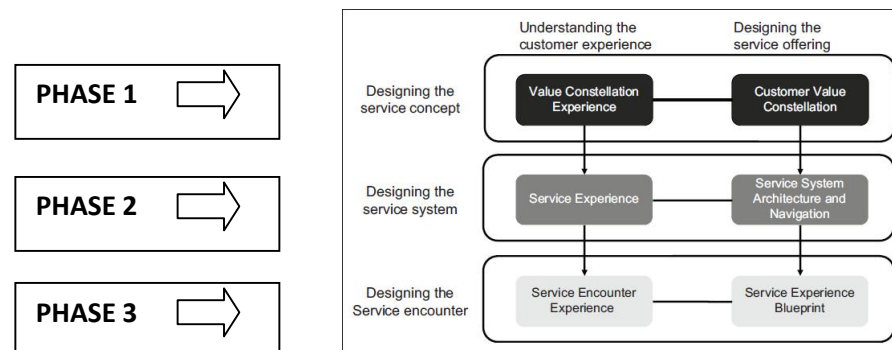 Understanding the
customer experience
Designing the
service offering
PHASE 1
Designing the
service concept
Value Constellation
Experience
Customer Value
Constellation
PHASE 2
Designing the
service system
Service Experience
Service System
Architecture and
Navigation
PHASE 3
Designing the
Service encounter
Service Encounter
Experience
Service Experience
Blueprint